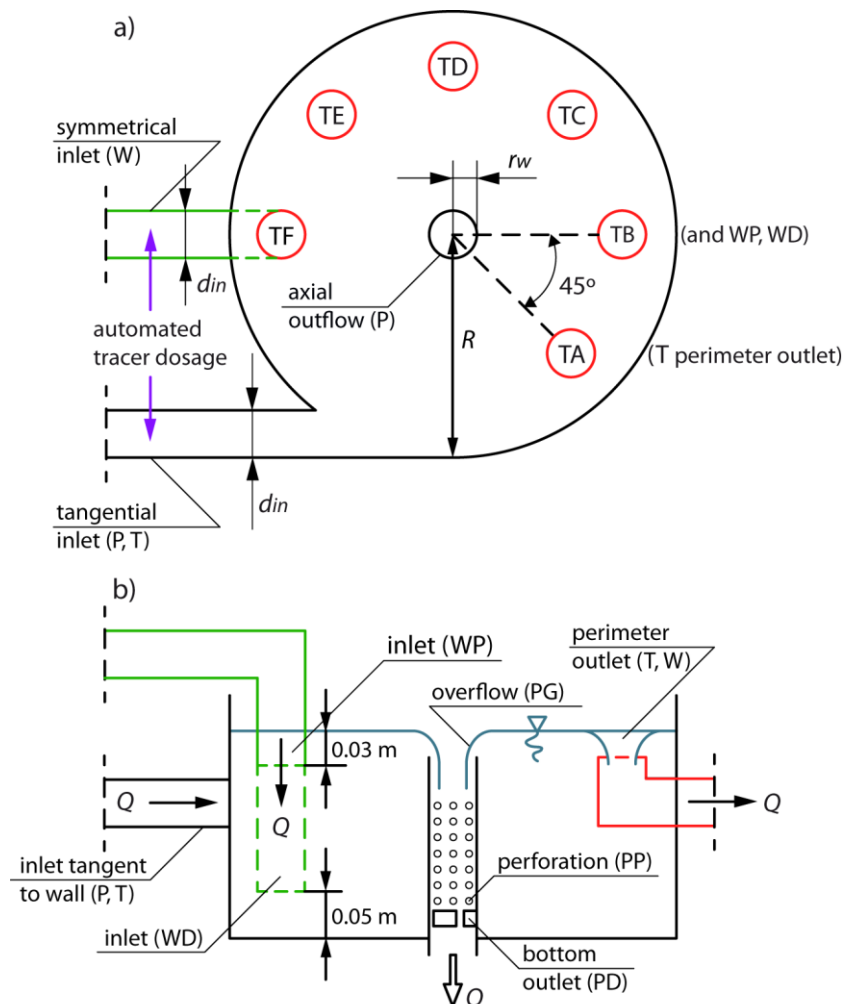 a)
TD
TE
TC
symmetrical
inlet (W)
rw
TF
TB
(and WP, WD)
din
axial
outflow (P)
45º
automated
tracer dosage
R
TA
(T perimeter outlet)
din
tangential
inlet (P, T)
b)
inlet (WP)
perimeter
outlet (T, W)
overflow (PG)
0.03 m
Q
Q
Q
inlet tangent
to wall (P, T)
perforation (PP)
0.05 m
inlet (WD)
bottom
outlet (PD)
Q